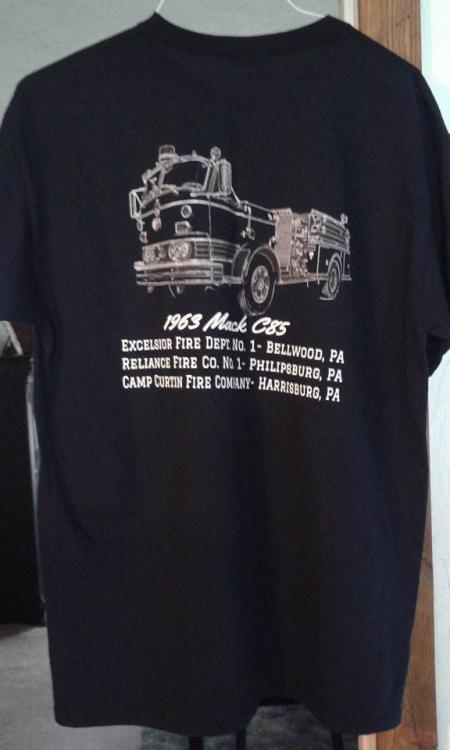 1963 Mack C85
Excelsior Fire Dept. No. 1- Bellwood, PA
Reliance Fire Co. No. 1- Philipsburg, PA
Camp Curtin Fire Company- Harrisburg, PA